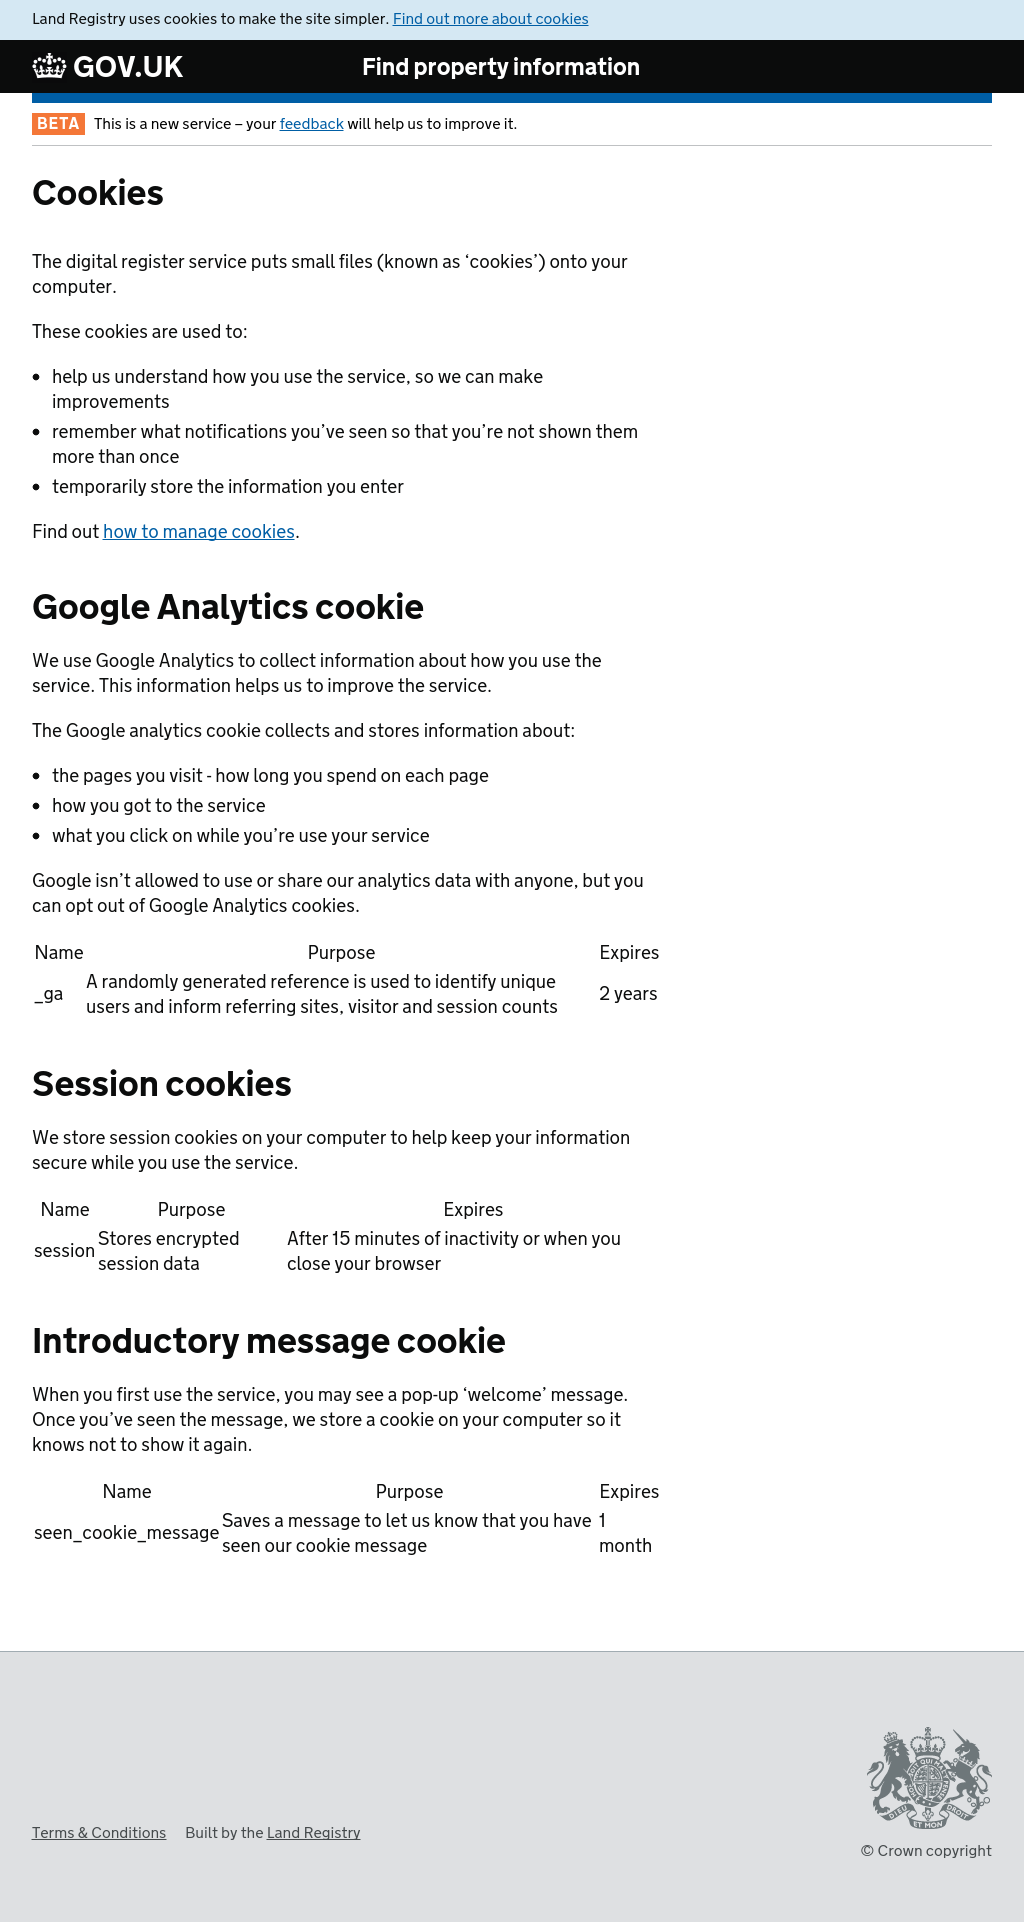 Land Registry uses cookies to make the site simpler. Find out more about cookies
GOV.UK
Find property information
BETA This is a new service – your feedback will help us to improve it.
Cookies
The digital register service puts small files (known as ‘cookies’) onto your
computer.
These cookies are used to:
• help us understand how you use the service, so we can make
improvements
• remember what notifications you’ve seen so that you’re not shown them
more than once
• temporarily store the information you enter
Find out how to manage cookies.
Google Analytics cookie
We use Google Analytics to collect information about how you use the
service. This information helps us to improve the service.
The Google analytics cookie collects and stores information about:
• the pages you visit - how long you spend on each page
• how you got to the service
• what you click on while you’re use your service
Google isn’t allowed to use or share our analytics data with anyone, but you
can opt out of Google Analytics cookies.
Name Purpose Expires
_ga A randomly generated reference is used to identify unique
users and inform referring sites, visitor and session counts 2 years
Session cookies
We store session cookies on your computer to help keep your information
secure while you use the service.
Name Purpose Expires
session Stores encrypted
session data After 15 minutes of inactivity or when you
close your browser
Introductory message cookie
When you first use the service, you may see a pop-up ‘welcome’ message.
Once you’ve seen the message, we store a cookie on your computer so it
knows not to show it again.
Name Purpose Expires
seen_cookie_message Saves a message to let us know that you have
seen our cookie message 1
month
DIEU ET MON DROIT
Terms & Conditions Built by the Land Registry
© Crown copyright